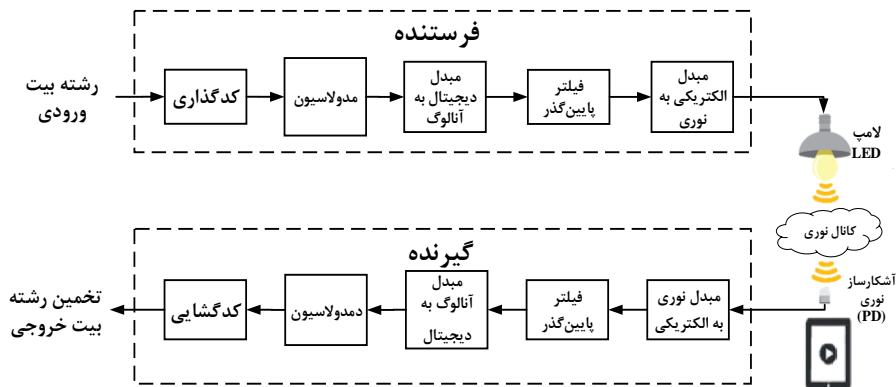 فرستنده
رشته بیت
ورودی
کدگذاری
مدولاسیون
مبدل
دیجیتال به
آنالوگ
فیلتر
پایین‌گذر
مبدل
الکتریکی به
نوری
لامپ
LED
کانال نوری
آشکارساز
نوری
(PD)
گیرنده
مبدل نوری
به الکتریکی
فیلتر
پایین‌گذر
مبدل
آنالوگ به
دیجیتال
دمدولاسیون
کدگشایی
تخمین رشته
بیت خروجی